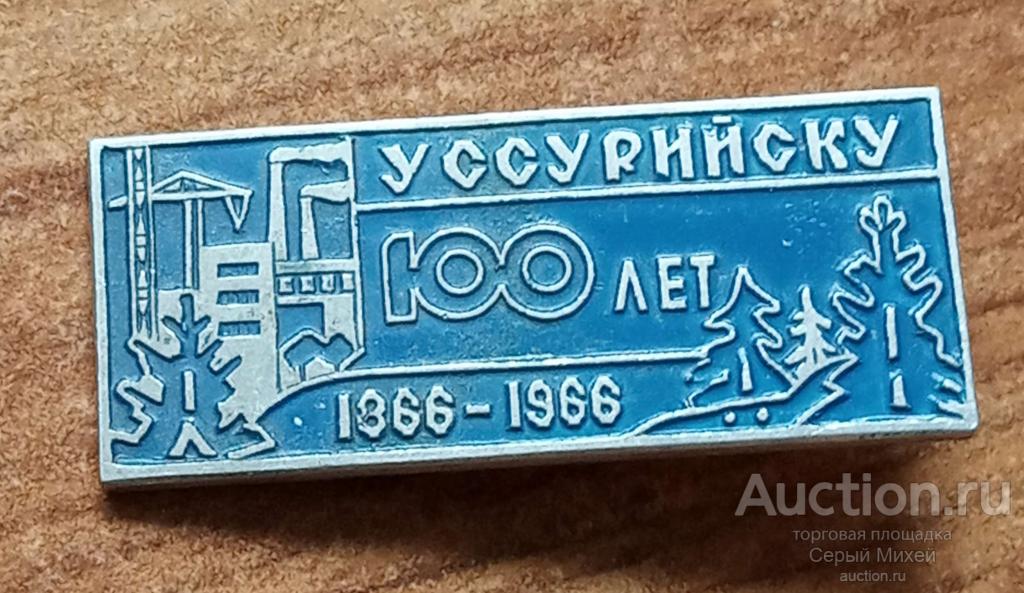 УССУРИЙСКУ
100 ЛЕТ
1866-1966
Auction.ru
торговая площадка
Серый Михей
auction.ru